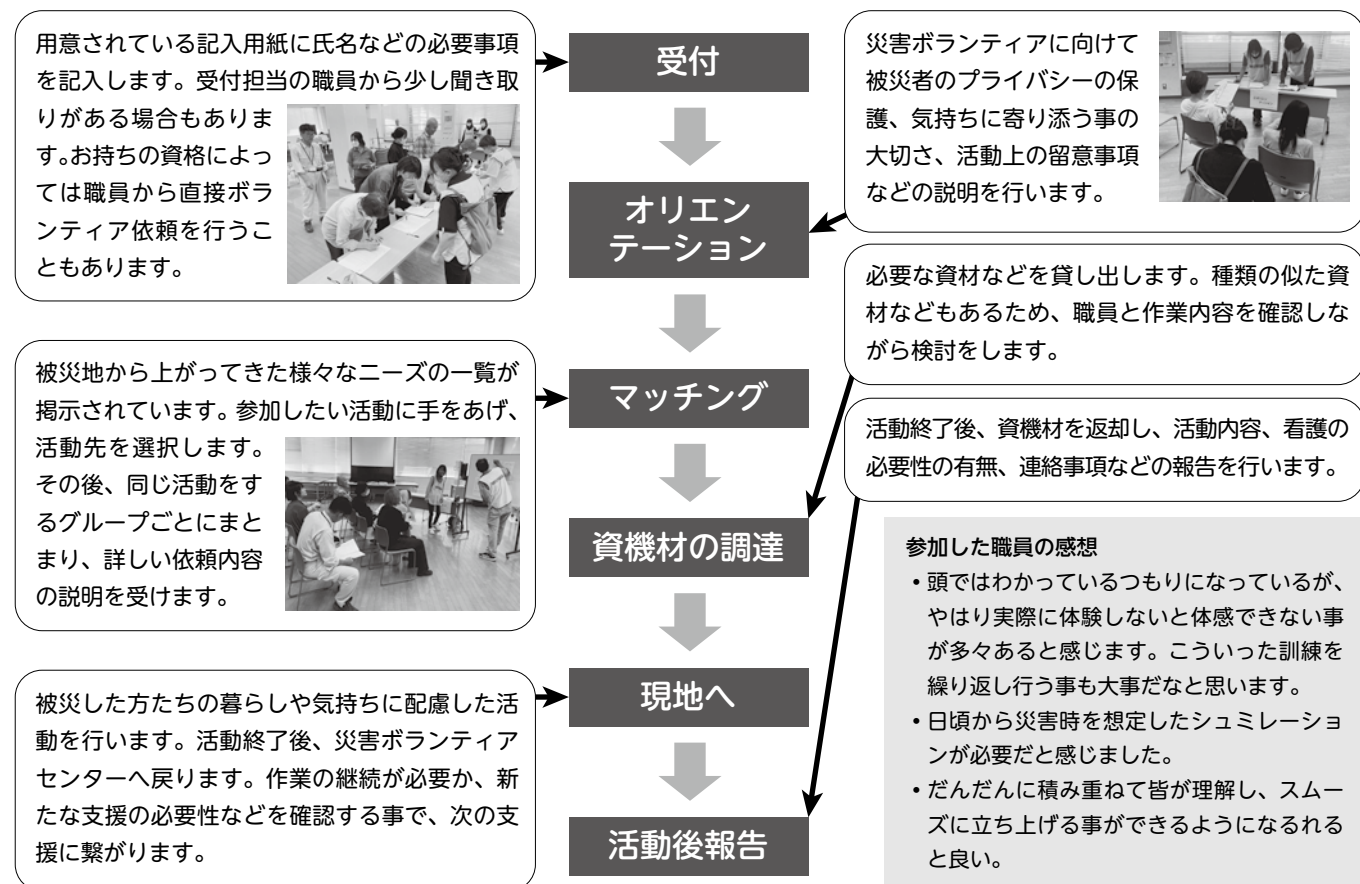 用意されている記入用紙に氏名などの必要事項
を記入します。受付担当の職員から少し聞き取
りがある場合もありま
す。お持ちの資格によっ
ては職員から直接ボラ
ンティア依頼を行うこ
ともあります。
受付
災害ボランティアに向けて
被災者のプライバシーの保
護、気持ちに寄り添う事の
大切さ、活動上の留意事項
などの説明を行います。
オリエン
テーション
必要な資材などを貸し出します。種類の似た資
材などもあるため、職員と作業内容を確認しな
がら検討をします。
被災地から上がってきた様々なニーズの一覧が
掲示されています。参加したい活動に手をあげ、
活動先を選択します。
その後、同じ活動をす
るグループごとにまと
まり、詳しい依頼内容
の説明を受けます。
マッチング
活動終了後、資機材を返却し、活動内容、看護の
必要性の有無、連絡事項などの報告を行います。
資機材の調達
被災した方たちの暮らしや気持ちに配慮した活
動を行います。活動終了後、災害ボランティア
センターへ戻ります。作業の継続が必要か、新
たな支援の必要性などを確認する事で、次の支
援に繋がります。
現地へ
活動後報告
参加した職員の感想
・頭ではわかっているつもりになっているが、
やはり実際に体験しないと体感できない事
が多々あると感じます。こういった訓練を
繰り返し行う事も大事だなと思います。
・日頃から災害時を想定したシュミレーショ
ンが必要だと感じました。
・だんだんに積み重ねて皆が理解し、スムー
ズに立ち上げる事ができるようになるれる
と良い。